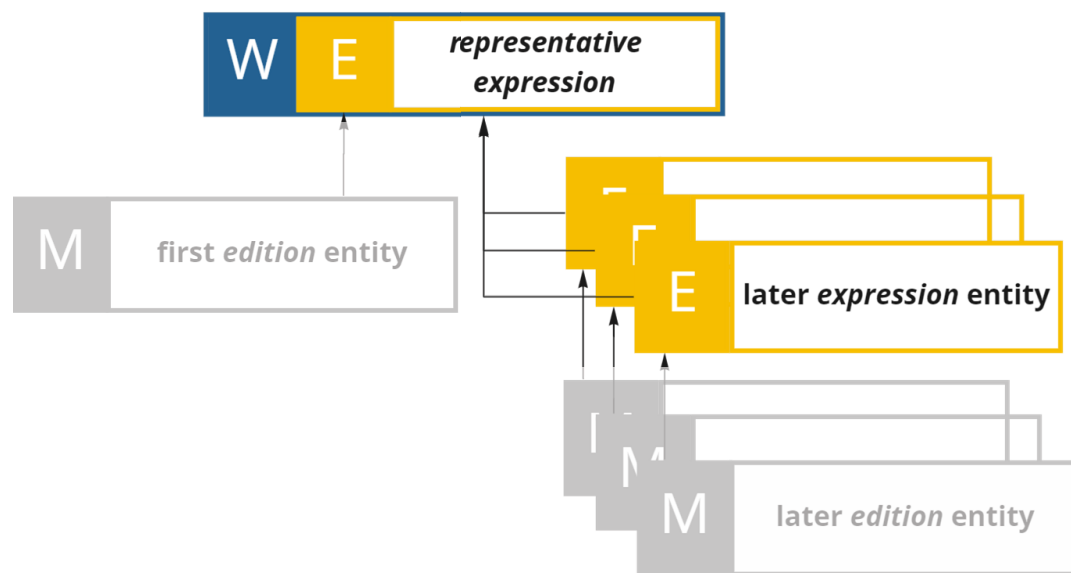 W E representative
expression
M first edition entity
E later expression entity
M
M later edition entity